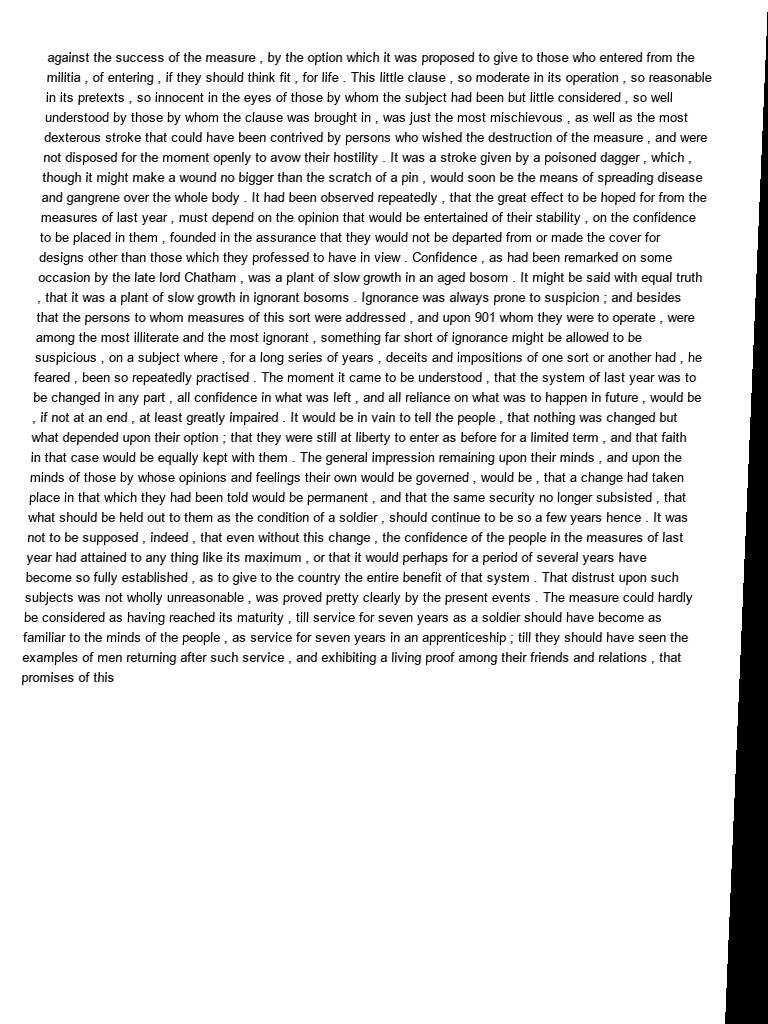 against the success of the measure , by the option which it was proposed to give to those who entered from the
militia , of entering , if they should think fit , for life . This little clause , so moderate in its operation , so reasonable
in its pretexts , so innocent in the eyes of those by whom the subject had been but little considered , so well
understood by those by whom the clause was brought in , was just the most mischievous , as well as the most
dexterous stroke that could have been contrived by persons who wished the destruction of the measure , and were
not disposed for the moment openly to avow their hostility . It was a stroke given by a poisoned dagger , which ,
though it might make a wound no bigger than the scratch of a pin , would soon be the means of spreading disease
and gangrene over the whole body . It had been observed repeatedly , that the great effect to be hoped for from the
measures of last year , must depend on the opinion that would be entertained of their stability , on the confidence
to be placed in them , founded in the assurance that they would not be departed from or made the cover for
designs other than those which they professed to have in view . Confidence , as had been remarked on some
occasion by the late lord Chatham , was a plant of slow growth in an aged bosom . It might be said with equal truth
, that it was a plant of slow growth in ignorant bosoms . Ignorance was always prone to suspicion ; and besides
that the persons to whom measures of this sort were addressed , and upon 901 whom they were to operate , were
among the most illiterate and the most ignorant , something far short of ignorance might be allowed to be
suspicious , on a subject where , for a long series of years , deceits and impositions of one sort or another had , he
feared , been so repeatedly practised . The moment it came to be understood , that the system of last year was to
be changed in any part , all confidence in what was left , and all reliance on what was to happen in future , would be
, if not at an end , at least greatly impaired . It would be in vain to tell the people , that nothing was changed but
what depended upon their option ; that they were still at liberty to enter as before for a limited term , and that faith
in that case would be equally kept with them . The general impression remaining upon their minds , and upon the
minds of those by whose opinions and feelings their own would be governed , would be , that a change had taken
place in that which they had been told would be permanent , and that the same security no longer subsisted , that
what should be held out to them as the condition of a soldier , should continue to be so a few years hence . It was
not to be supposed , indeed , that even without this change , the confidence of the people in the measures of last
year had attained to any thing like its maximum , or that it would perhaps for a period of several years have
become so fully established , as to give to the country the entire benefit of that system . That distrust upon such
subjects was not wholly unreasonable , was proved pretty clearly by the present events . The measure could hardly
be considered as having reached its maturity , till service for seven years as a soldier should have become as
familiar to the minds of the people , as service for seven years in an apprenticeship ; till they should have seen the
examples of men returning after such service , and exhibiting a living proof among their friends and relations , that
promises of this